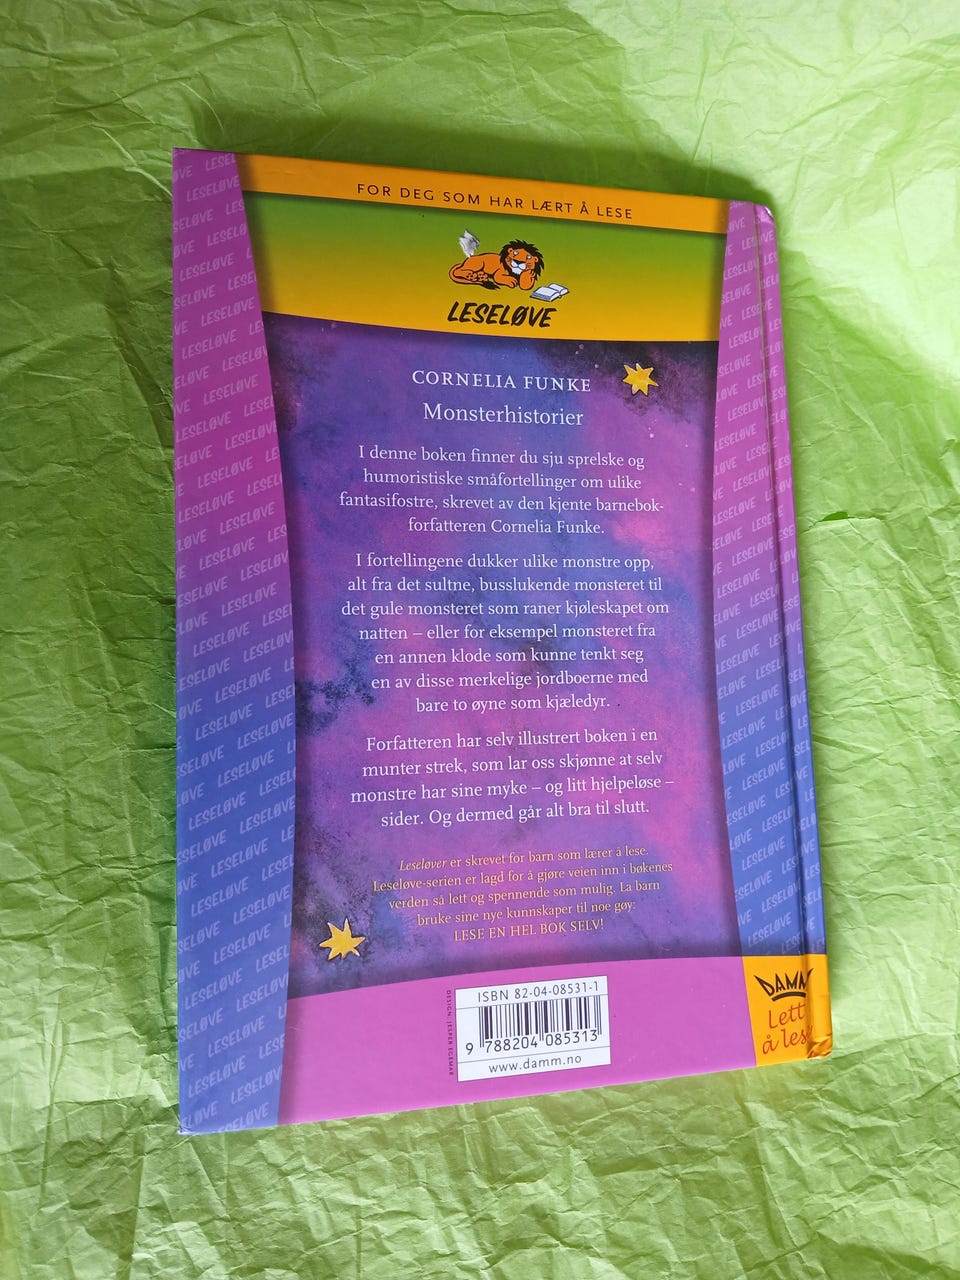 FOR DEG SOM HAR LÆRT Å LESE
LESELØVE
CORNELIA FUNKE
Monsterhistorier
I denne boken finner du sju sprelske og
humoristiske småfortellinger om ulike
fantasifostre, skrevet av den kjente barnebok-
forfatteren Cornelia Funke.
I fortellingene dukker ulike monstre opp,
alt fra det sultne, busslukende monsteret til
det gule monsteret som raner kjøleskapet om
natten – eller for eksempel monsteret fra
en annen klode som kunne tenkt seg
en av disse merkelige jordboerne med
bare to øyne som kjæledyr.
Forfatteren har selv illustrert boken i en
munter strek, som lar oss skjønne at selv
monstre har sine myke – og litt hjelpeløse –
sider. Og dermed går alt bra til slutt.
Leseløver er skrevet for barn som lærer å lese.
Leseløve-serien er lagd for å gjøre veien inn i bøkenes
verden så lett og spennende som mulig. La barn
bruke sine nye kunnskaper til noe gøy:
LESE EN HEL BOK SELV!
DESIGN: JESPER EGEMAR
ISBN 82-04-08531-1
9 788204 085313
www.damm.no
DAMM
Lett
å lese